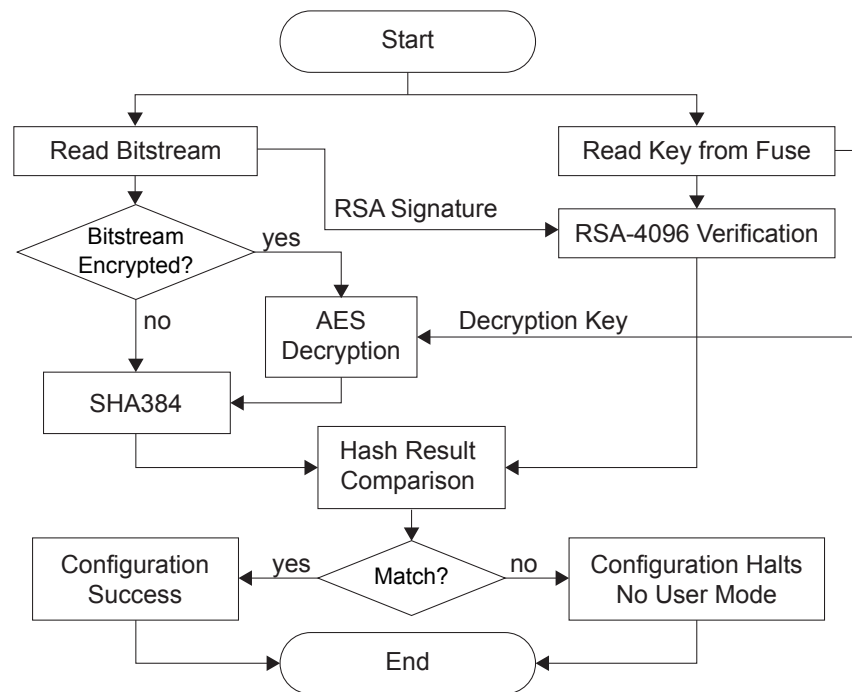 Start
Read Bitstream
Read Key from Fuse
RSA Signature
RSA-4096 Verification
Bitstream
Encrypted?
yes
no
AES
Decryption
Decryption Key
SHA384
Hash Result
Comparison
Configuration
Success
yes
Match?
no
Configuration Halts
No User Mode
End